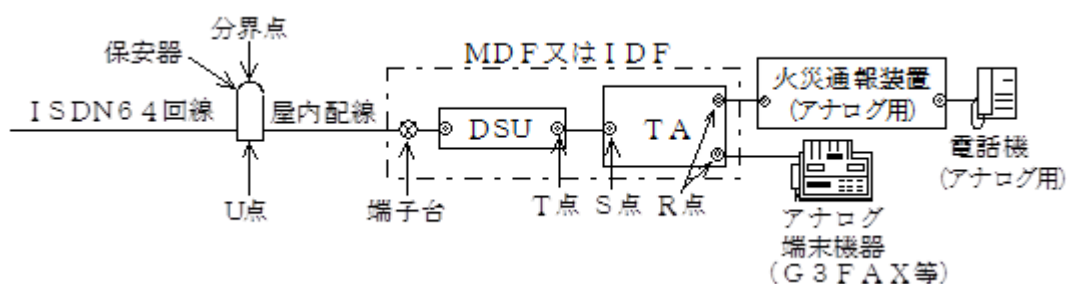 分界点
保安器
MDF又はIDF
ISDN64回線
屋内配線
DSU
TA
火災通報装置
(アナログ用)
電話機
(アナログ用)
U点
端子台
T点
S点
R点
アナログ
端末機器
(G3FAX等)